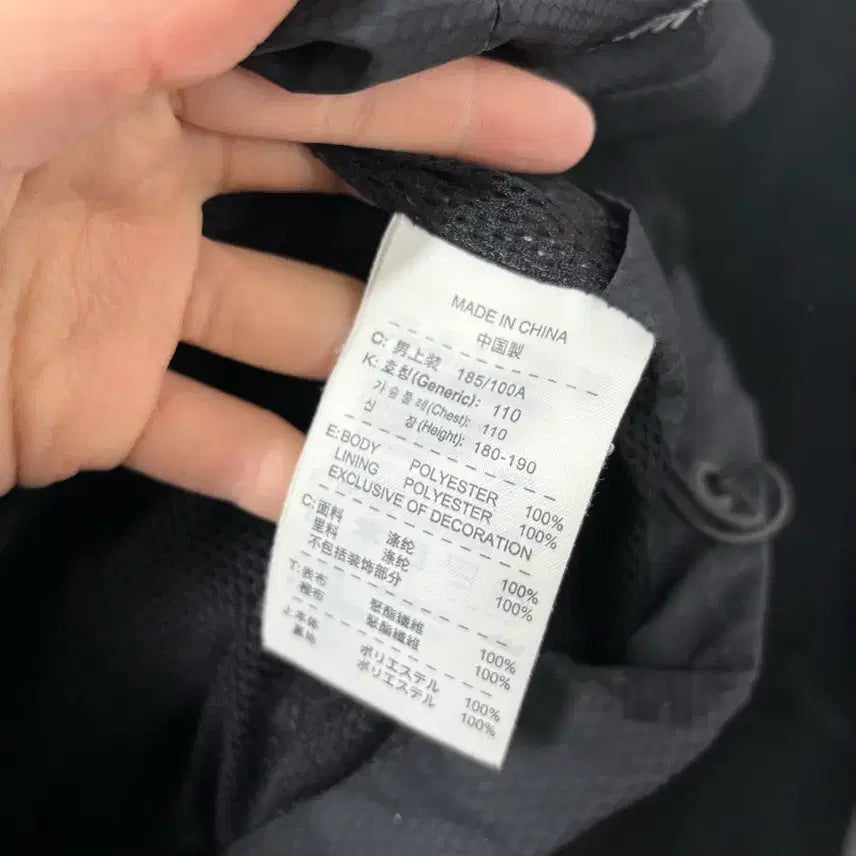 MADE IN CHINA
中国製
C: 男上装 185/100A
K: 호칭(Generic): 110
가슴둘레(Chest): 110
신 장(Height): 180-190
E: BODY POLYESTER 100%
LINING POLYESTER 100%
EXCLUSIVE OF DECORATION
C: 面料 涤纶 100%
里料 涤纶 100%
不包括装饰部分
T: 表布 聚酯纖維 100%
裡布 聚酯纖維 100%
J: 本体 ポリエステル 100%
裏地 ポリエステル 100%